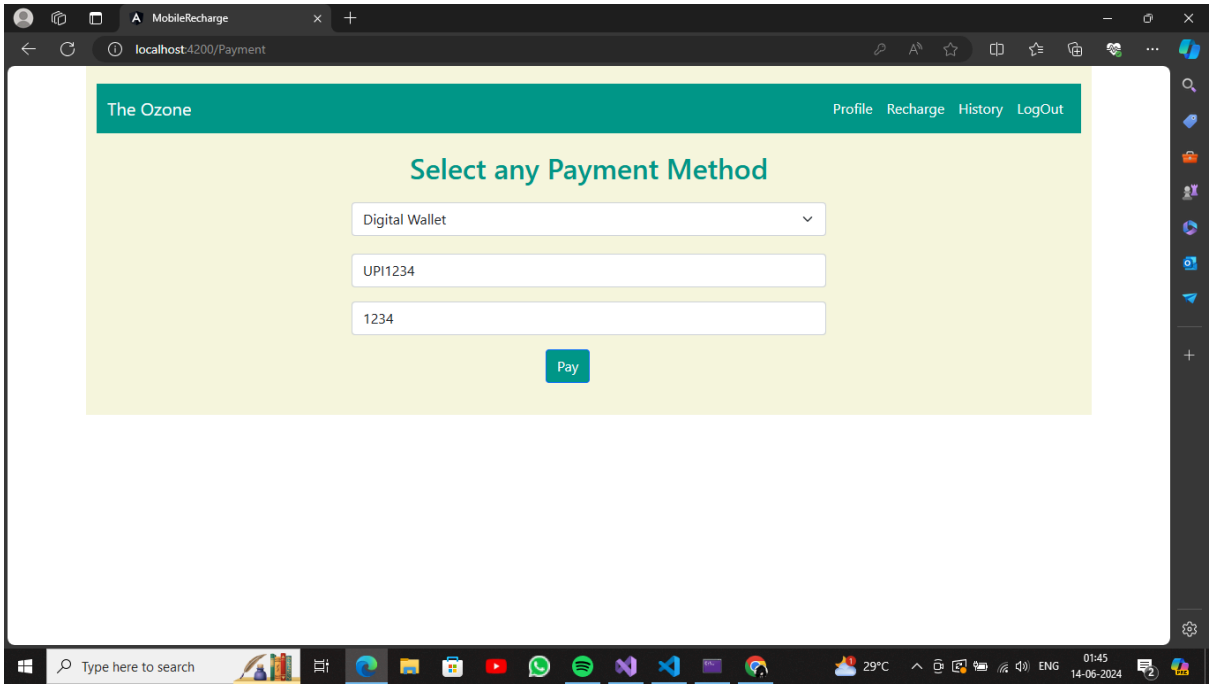 MobileRecharge
localhost:4200/Payment
The Ozone
Profile Recharge History LogOut
Select any Payment Method
Digital Wallet
UPI1234
1234
Pay
Type here to search
29°C
ENG
01:45
14-06-2024
2